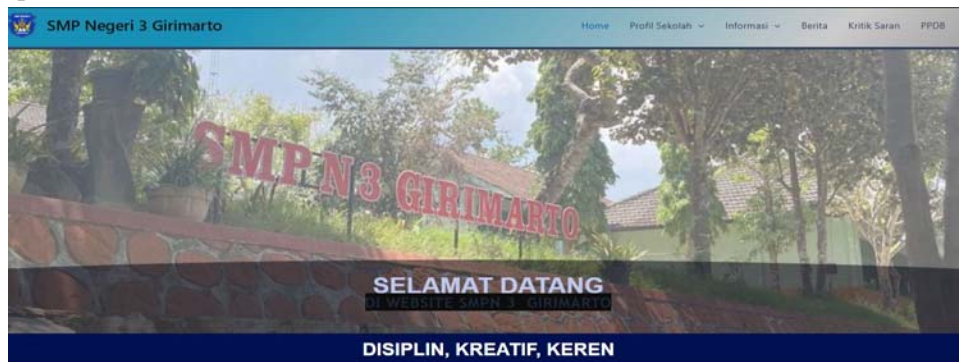 SMP Negeri 3 Girimarto
Home Profil Sekolah Informasi Berita Kritik Saran PPDB
SMP N 3 GIRIMARTO
SELAMAT DATANG
DI WEBSITE SMPN 3 GIRIMARTO
DISIPLIN, KREATIF, KEREN